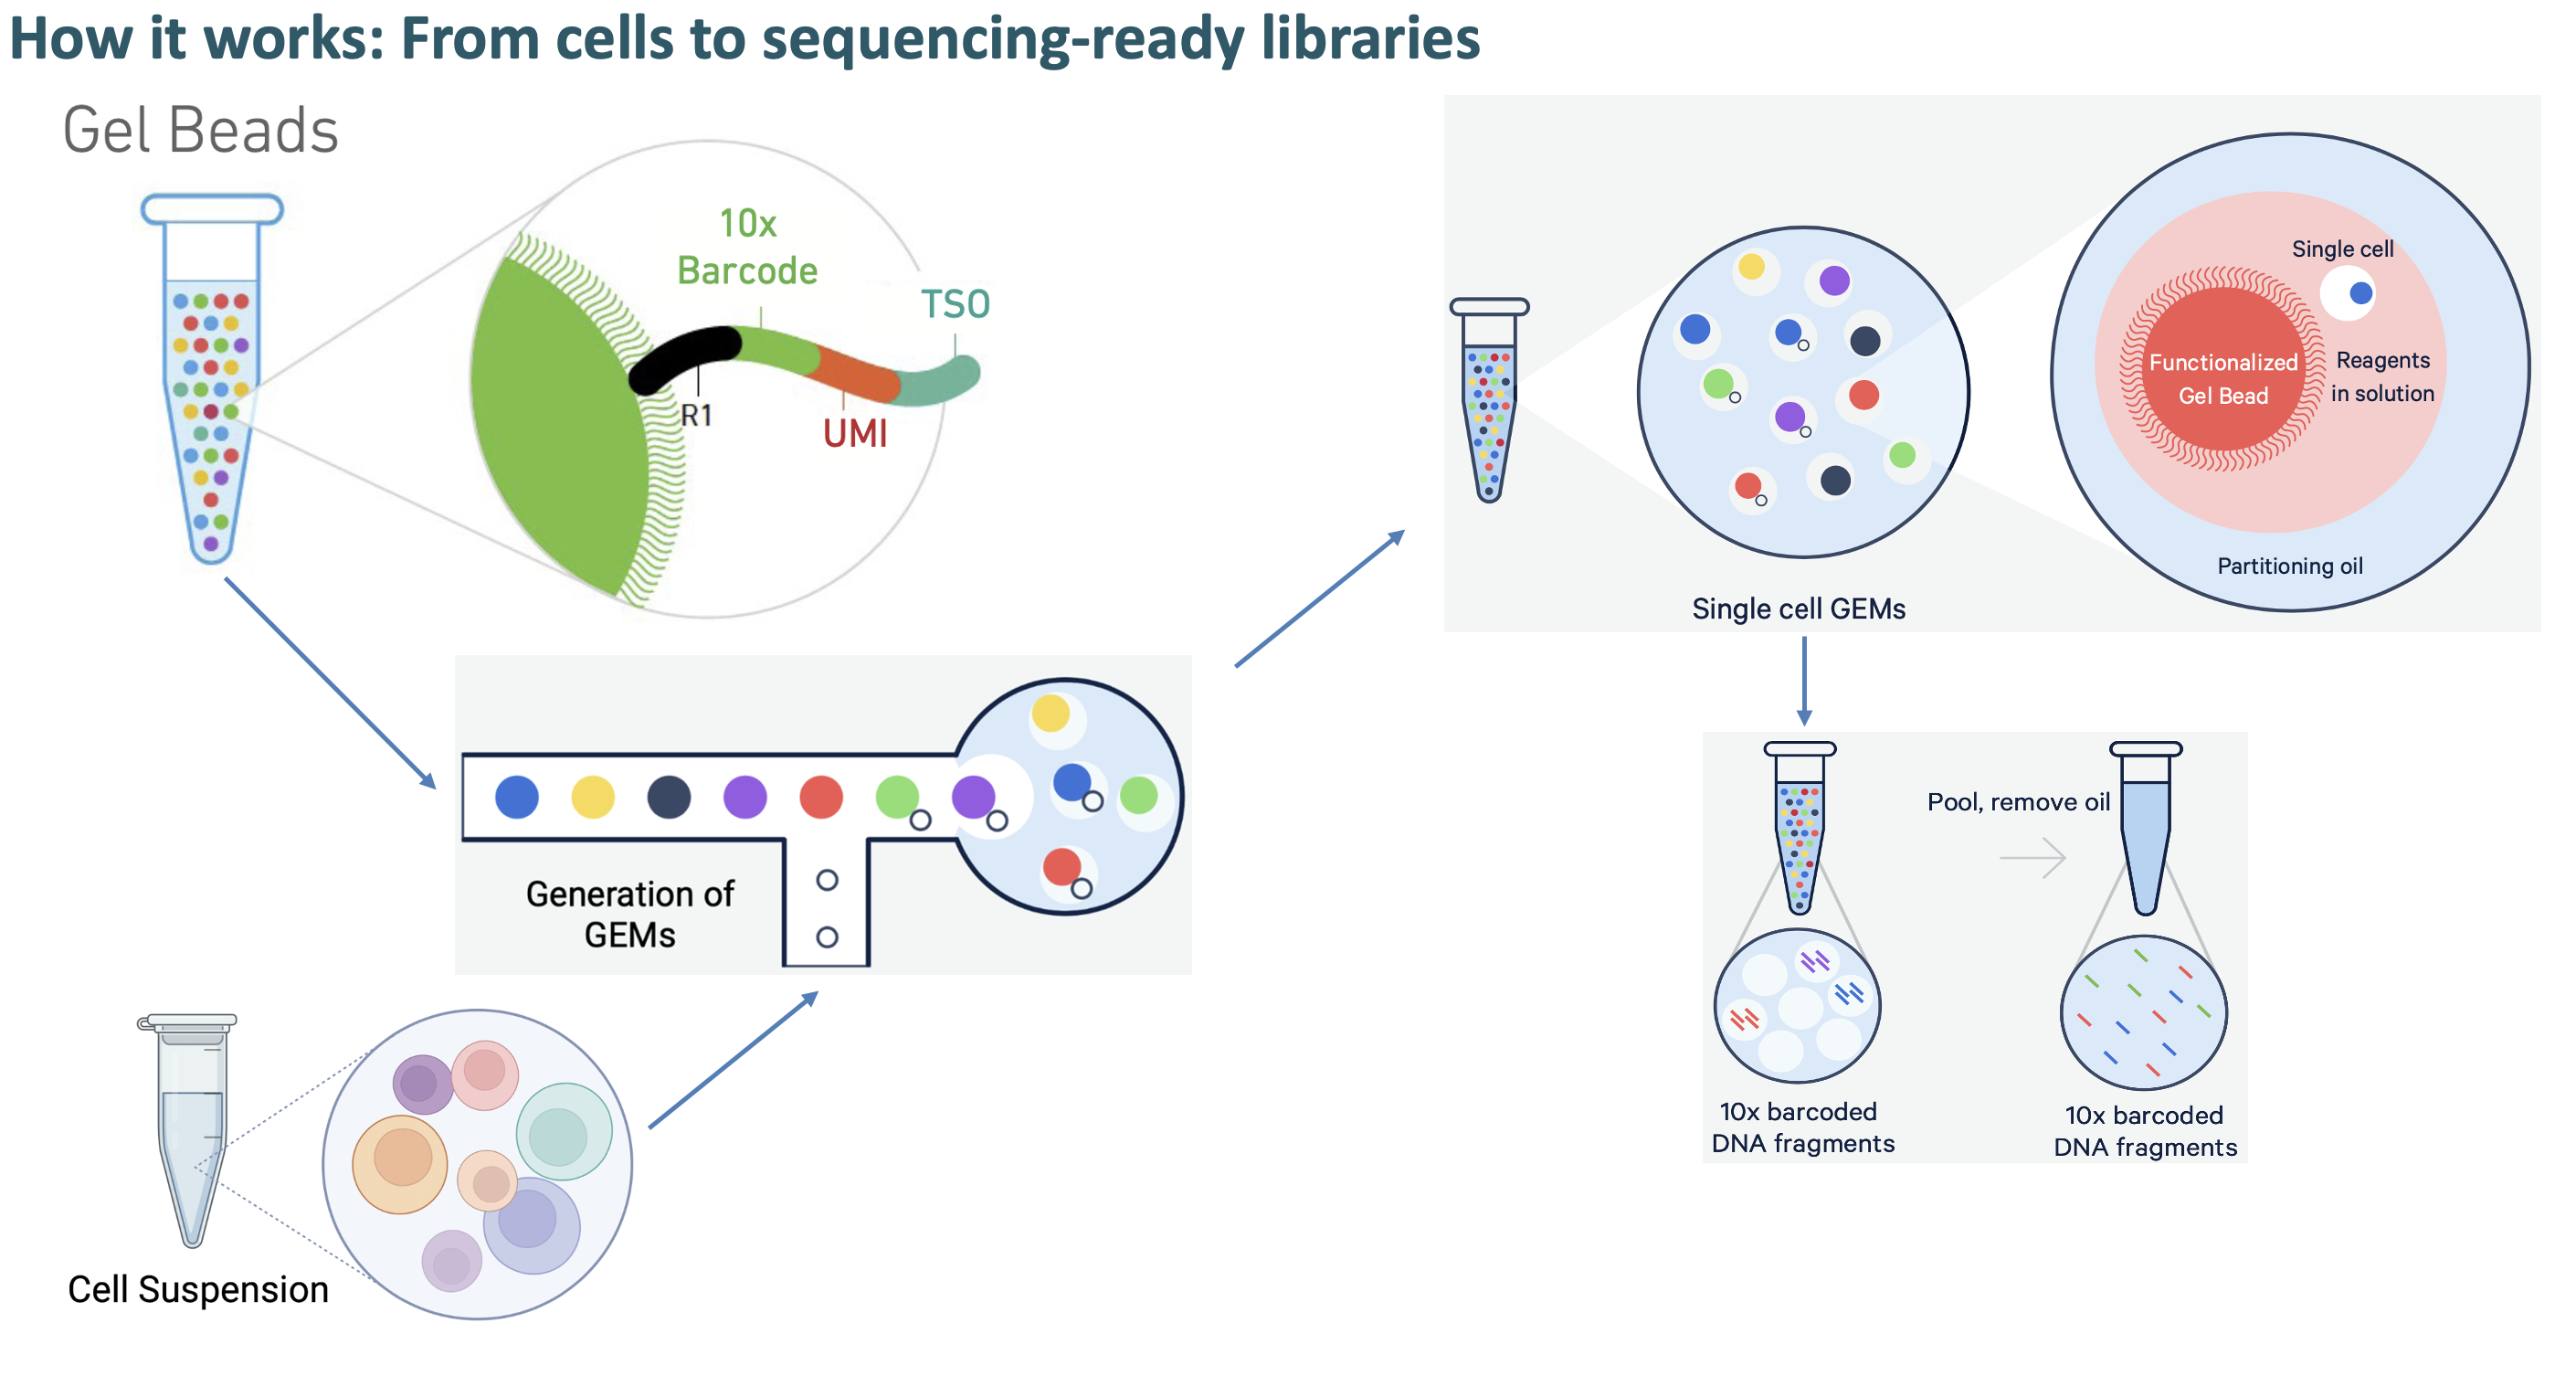 How it works: From cells to sequencing-ready libraries
Gel Beads
10x
Barcode
TSO
R1
UMI
Generation of
GEMs
Cell Suspension
Single cell GEMs
Single cell
Functionalized
Gel Bead
Reagents
in solution
Partitioning oil
Pool, remove oil
10x barcoded
DNA fragments
10x barcoded
DNA fragments